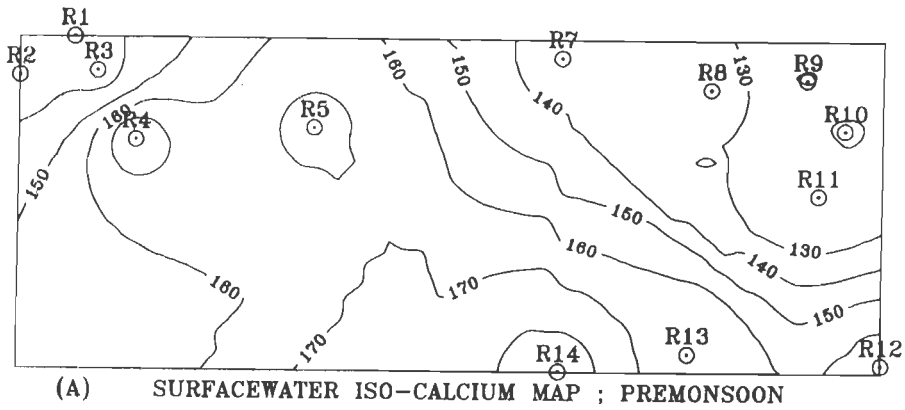 R1
R2
R3
R7
R8
R9
160
150
130
140
R4
160
R5
R10
150
R11
150
160
130
140
160
170
150
170
R13
R14
R12
(A) SURFACEWATER ISO-CALCIUM MAP ; PREMONSOON